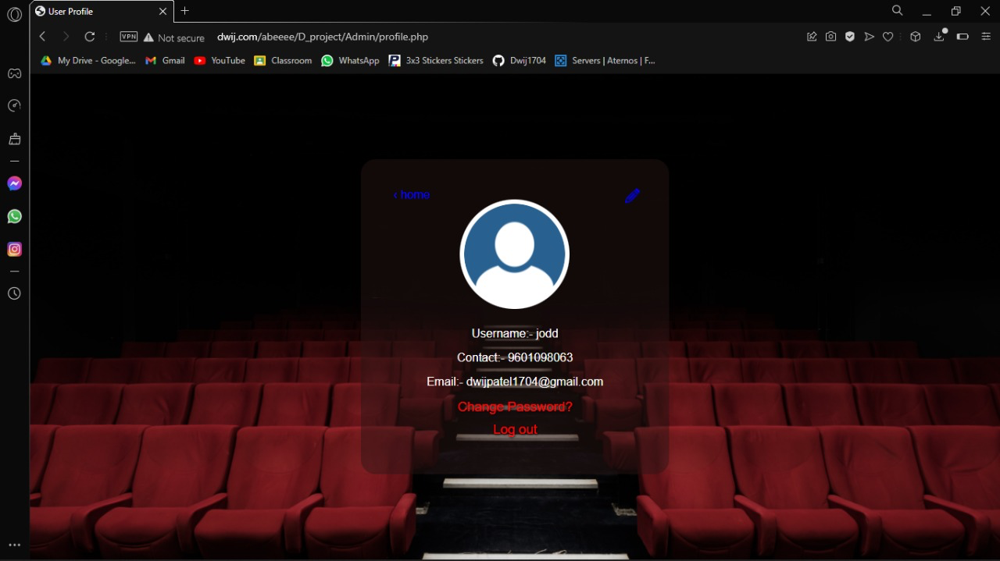 User Profile
VPN Not secure dwij.com/abeeee/D_project/Admin/profile.php
My Drive - Google... Gmail YouTube Classroom WhatsApp 3x3 Stickers Stickers Dwij1704 Servers | Aternos | F...
‹ home
Username:- jodd
Contact:- 9601098063
Email:- dwijpatel1704@gmail.com
Change Password?
Log out